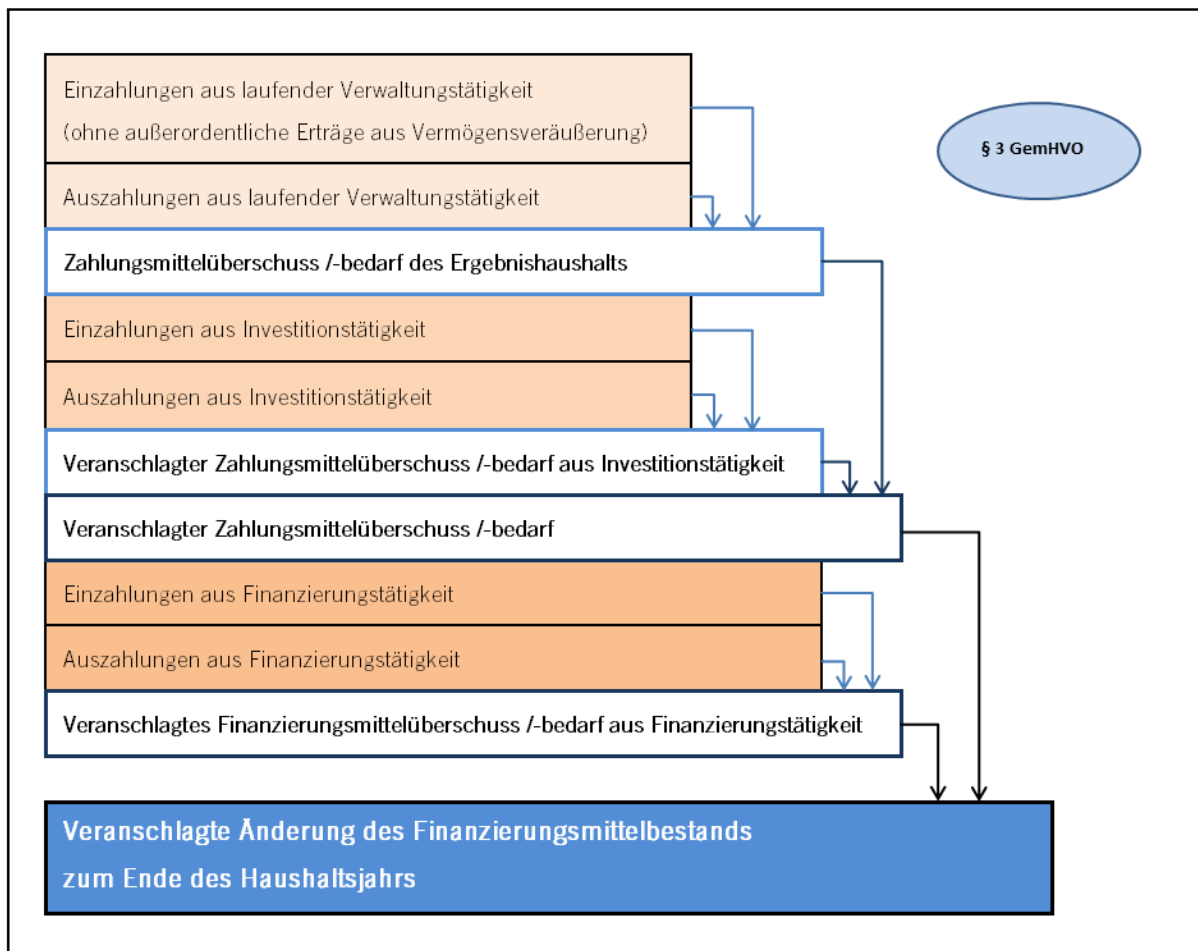 Einzahlungen aus laufender Verwaltungstätigkeit
(ohne außerordentliche Erträge aus Vermögensveräußerung)
§ 3 GemHVO
Auszahlungen aus laufender Verwaltungstätigkeit
Zahlungsmittelüberschuss /-bedarf des Ergebnishaushalts
Einzahlungen aus Investitionstätigkeit
Auszahlungen aus Investitionstätigkeit
Veranschlagter Zahlungsmittelüberschuss /-bedarf aus Investitionstätigkeit
Veranschlagter Zahlungsmittelüberschuss /-bedarf
Einzahlungen aus Finanzierungstätigkeit
Auszahlungen aus Finanzierungstätigkeit
Veranschlagtes Finanzierungsmittelüberschuss /-bedarf aus Finanzierungstätigkeit
Veranschlagte Änderung des Finanzierungsmittelbestands
zum Ende des Haushaltsjahrs